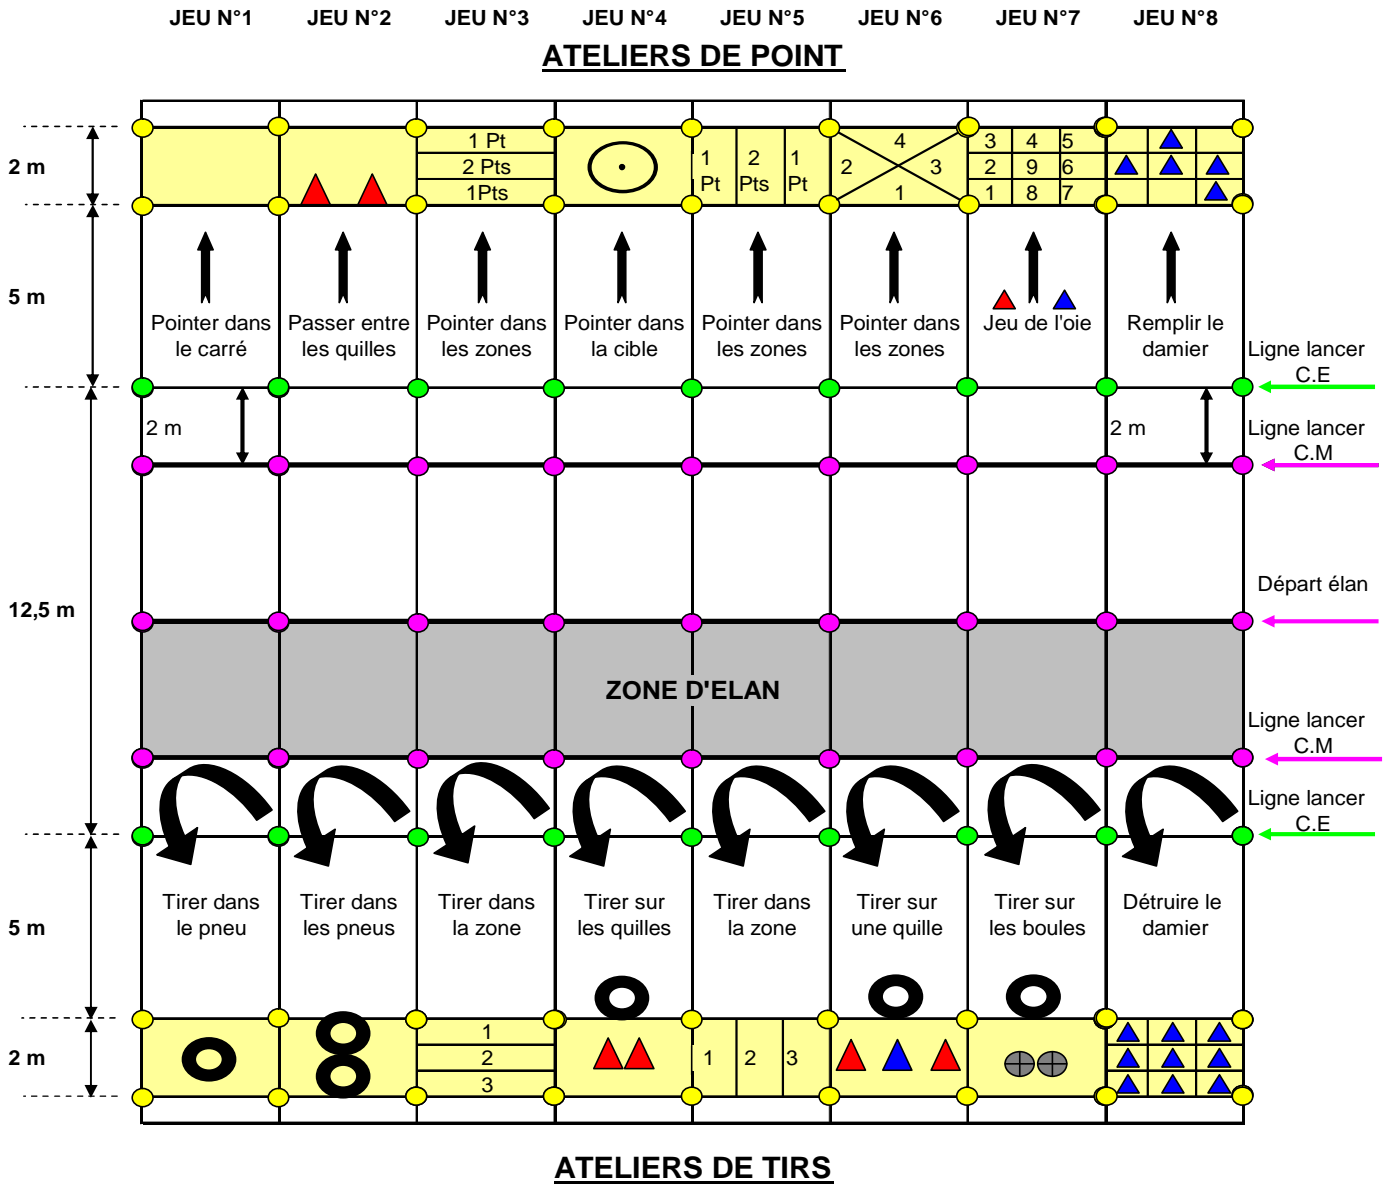 JEU N°1 JEU N°2 JEU N°3 JEU N°4 JEU N°5 JEU N°6 JEU N°7 JEU N°8
ATELIERS DE POINT
2 m
1 Pt
2 Pts
1Pts
1 Pt
2 Pts
1 Pt
4
2 3
1
3 4 5
2 9 6
1 8 7
5 m
Pointer dans
le carré
Passer entre
les quilles
Pointer dans
les zones
Pointer dans
la cible
Pointer dans
les zones
Pointer dans
les zones
Jeu de l'oie
Remplir le
damier
Ligne lancer
C.E
2 m
2 m
Ligne lancer
C.M
12,5 m
Départ élan
ZONE D'ELAN
Ligne lancer
C.M
Ligne lancer
C.E
5 m
Tirer dans
le pneu
Tirer dans
les pneus
Tirer dans
la zone
Tirer sur
les quilles
Tirer dans
la zone
Tirer sur
une quille
Tirer sur
les boules
Détruire le
damier
2 m
1
2
3
1 2 3
ATELIERS DE TIRS